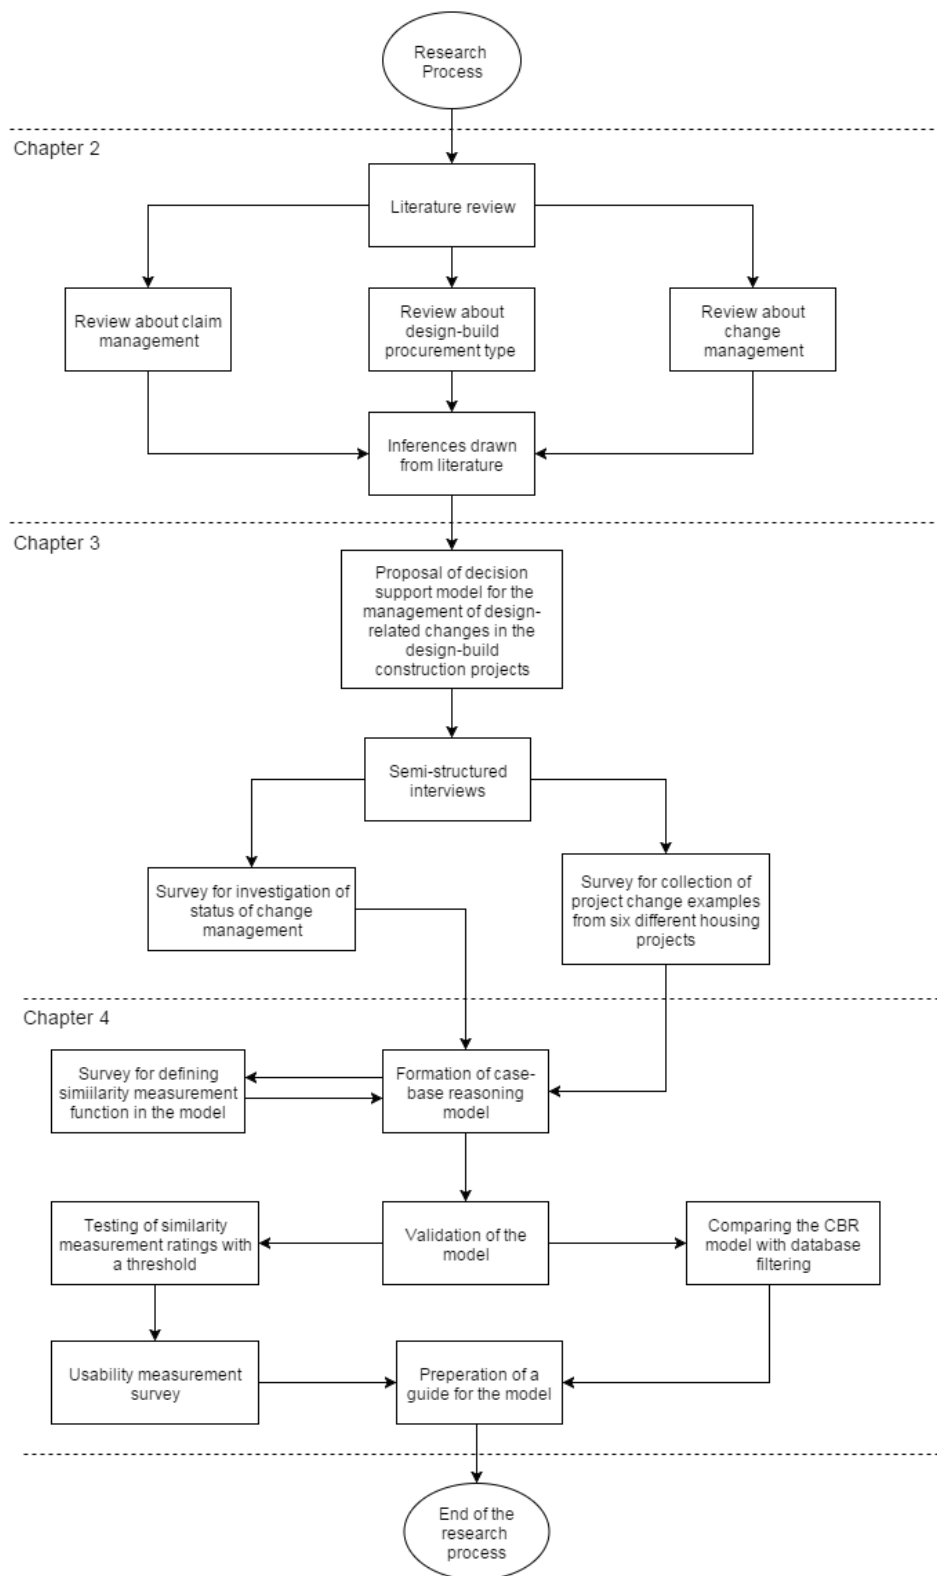 Research
Process
Chapter 2
Literature review
Review about claim
management
Review about
design-build
procurement type
Review about
change
management
Inferences drawn
from literature
Chapter 3
Proposal of decision
support model for the
management of design-
related changes in the
design-build
construction projects
Semi-structured
interviews
Survey for investigation of
status of change
management
Survey for collection of
project change examples
from six different housing
projects
Chapter 4
Survey for defining
simiilarity measurement
function in the model
Formation of case-
base reasoning
model
Testing of similarity
measurement ratings with
a threshold
Validation of the
model
Comparing the CBR
model with database
filtering
Usability measurement
survey
Preperation of a
guide for the model
End of the
research
process